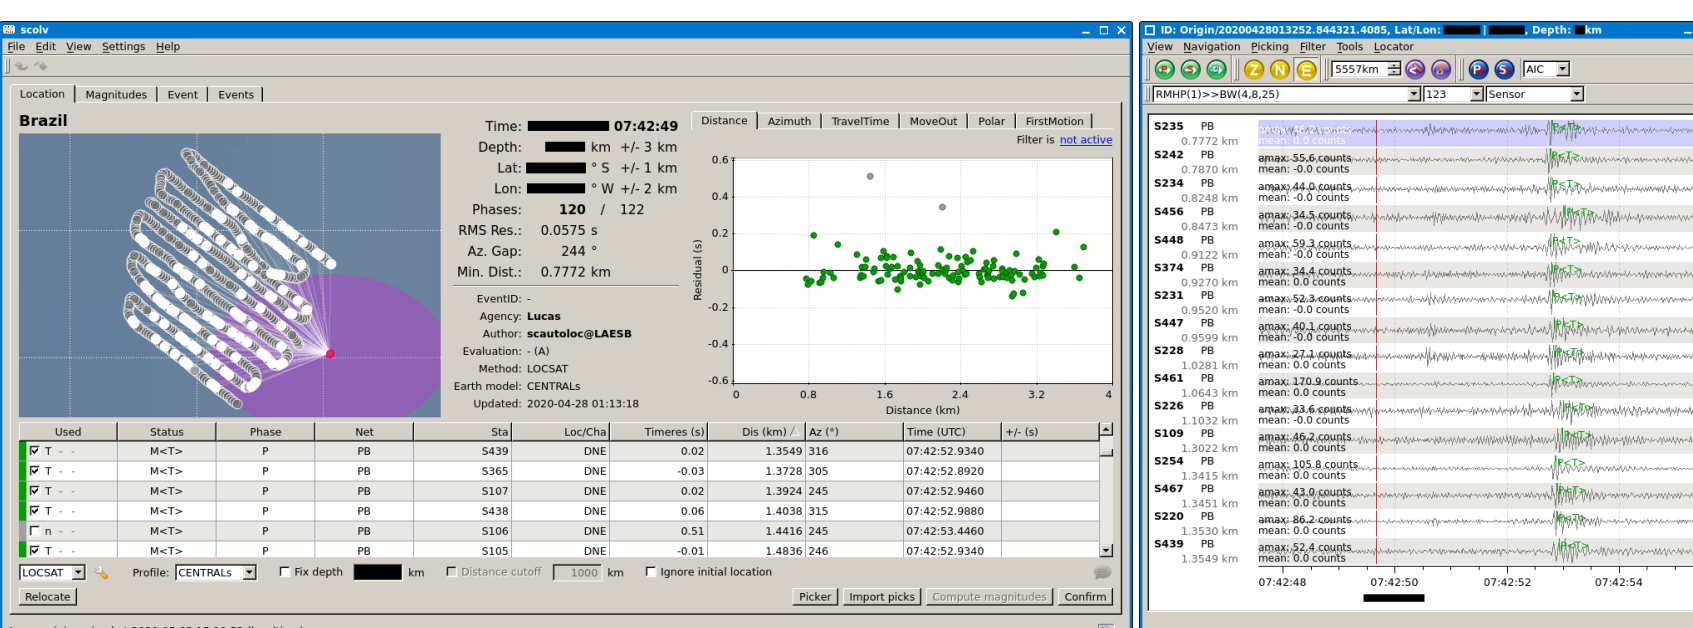 scolv
File Edit View Settings Help
Location Magnitudes Event Events
Brazil
Time: 07:42:49
Depth: km +/- 3 km
Lat: ° S +/- 1 km
Lon: ° W +/- 2 km
Phases: 120 / 122
RMS Res.: 0.0575 s
Az. Gap: 244 °
Min. Dist.: 0.7772 km
EventID: -
Agency: Lucas
Author: scautoloc@LAESB
Evaluation: - (A)
Method: LOCSAT
Earth model: CENTRALs
Updated: 2020-04-28 01:13:18
Distance Azimuth TravelTime MoveOut Polar FirstMotion
Filter is not active
Residual (s)
0.6
0.4
0.2
0
-0.2
-0.4
-0.6
0 0.8 1.6 2.4 3.2 4
Distance (km)
Used Status Phase Net Sta Loc/Cha Timeres (s) Dis (km) Az (°) Time (UTC) +/- (s)
T - - M<T> P PB S439 DNE 0.02 1.3549 316 07:42:52.9340
T - - M<T> P PB S365 DNE -0.03 1.3728 305 07:42:52.8920
T - - M<T> P PB S107 DNE 0.02 1.3924 245 07:42:52.9460
T - - M<T> P PB S438 DNE 0.06 1.4038 315 07:42:52.9880
n - - M<T> P PB S106 DNE 0.51 1.4416 245 07:42:53.4460
T - - M<T> P PB S105 DNE -0.01 1.4836 246 07:42:52.9340
LOCSAT Profile: CENTRALs Fix depth km Distance cutoff 1000 km Ignore initial location
Relocate Picker Import picks Compute magnitudes Confirm
ID: Origin/20200428013252.844321.4085, Lat/Lon: | , Depth: km
View Navigation Picking Filter Tools Locator
P S Z N E 5557km P S AIC
RMHP(1)>>BW(4,8,25) 123 Sensor
S235 PB P<T>
0.7772 km mean: 0.0 counts
S242 PB amax: 55.6 counts P<T>
0.7870 km mean: -0.0 counts
S234 PB amax: 44.0 counts P<T>
0.8248 km mean: -0.0 counts
S456 PB amax: 34.5 counts P<T>
0.8473 km mean: 0.0 counts
S448 PB amax: 59.3 counts P<T>
0.9122 km mean: -0.0 counts
S374 PB amax: 34.4 counts P<T>
0.9270 km mean: 0.0 counts
S231 PB amax: 52.3 counts P<T>
0.9520 km mean: -0.0 counts
S447 PB amax: 40.1 counts P<T>
0.9599 km mean: -0.0 counts
S228 PB amax: 27.1 counts P<T>
1.0281 km mean: 0.0 counts
S461 PB amax: 170.9 counts P<T>
1.0643 km mean: 0.0 counts
S226 PB amax: 33.6 counts P<T>
1.1032 km mean: -0.0 counts
S109 PB amax: 46.2 counts P<T>
1.3022 km mean: 0.0 counts
S254 PB amax: 105.8 counts P<T>
1.3415 km mean: 0.0 counts
S467 PB amax: 43.0 counts P<T>
1.3451 km mean: 0.0 counts
S220 PB amax: 86.2 counts P<T>
1.3530 km mean: 0.0 counts
S439 PB amax: 52.4 counts P<T>
1.3549 km mean: 0.0 counts
07:42:48 07:42:50 07:42:52 07:42:54